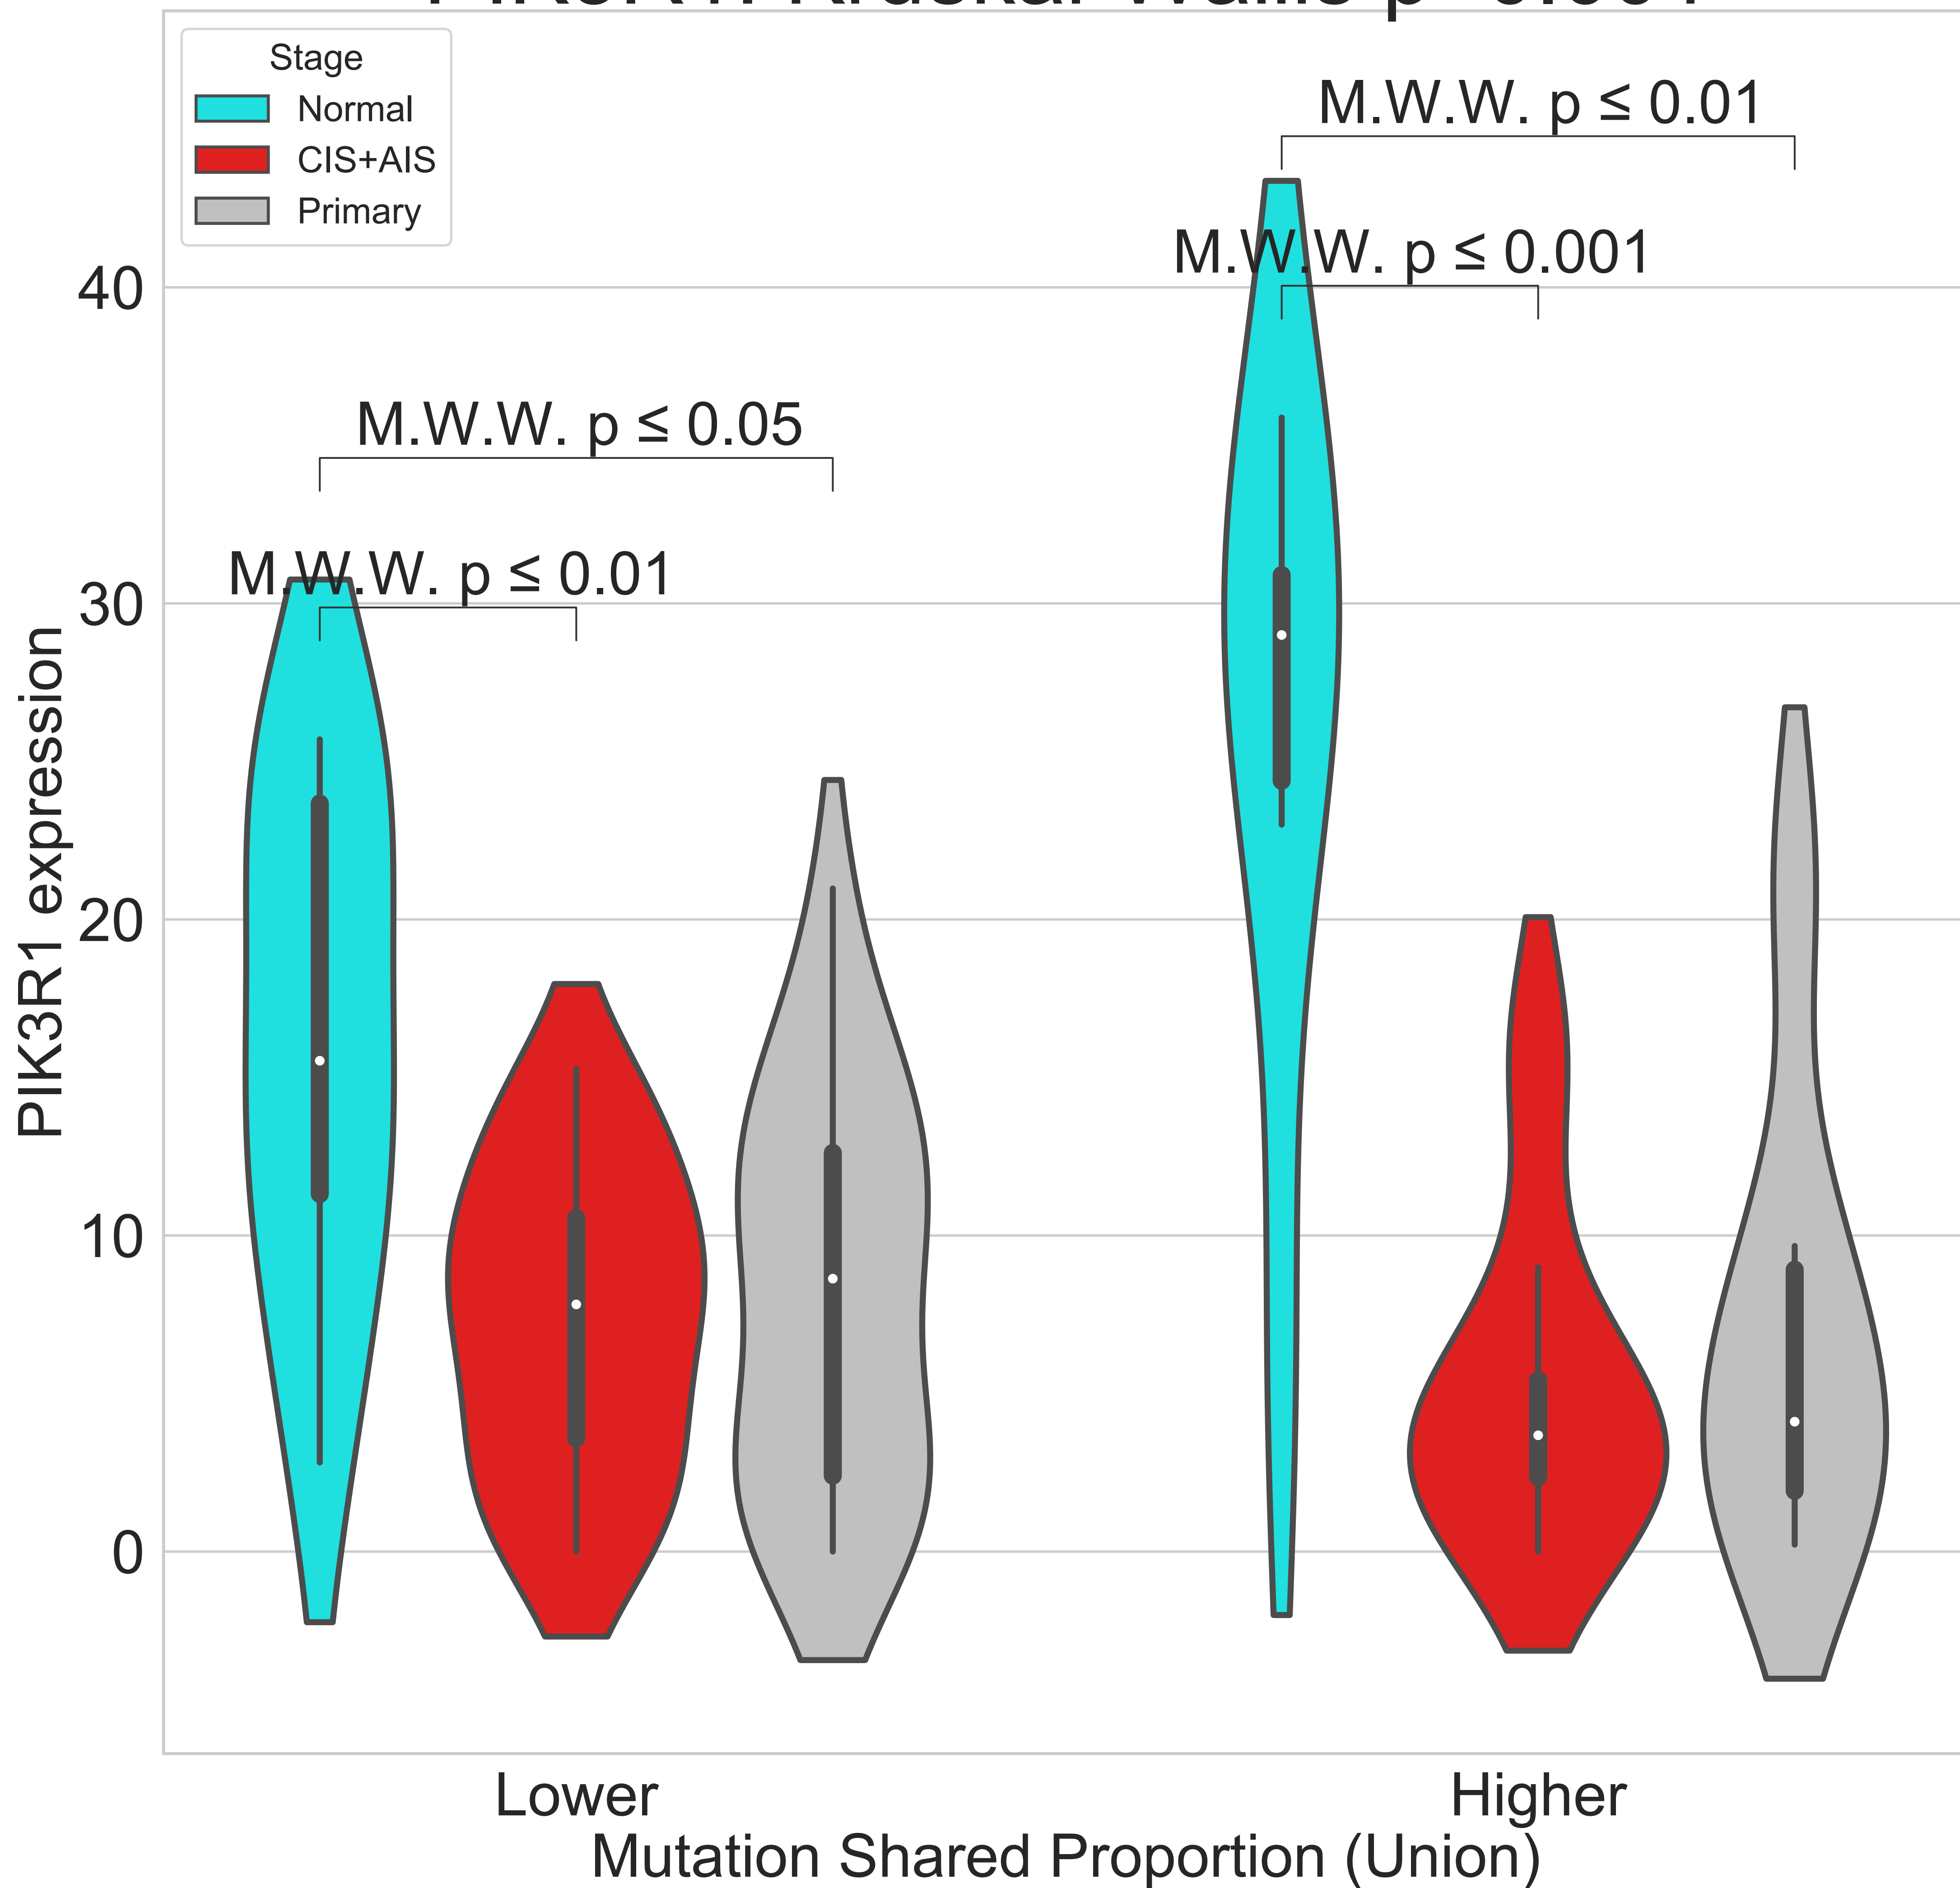 Stage
Normal
CIS+AIS
Primary
M.W.W. p ≤ 0.01
M.W.W. p ≤ 0.001
M.W.W. p ≤ 0.05
M.W.W. p ≤ 0.01
40
30
20
10
0
PIK3R1 expression
Lower
Higher
Mutation Shared Proportion (Union)